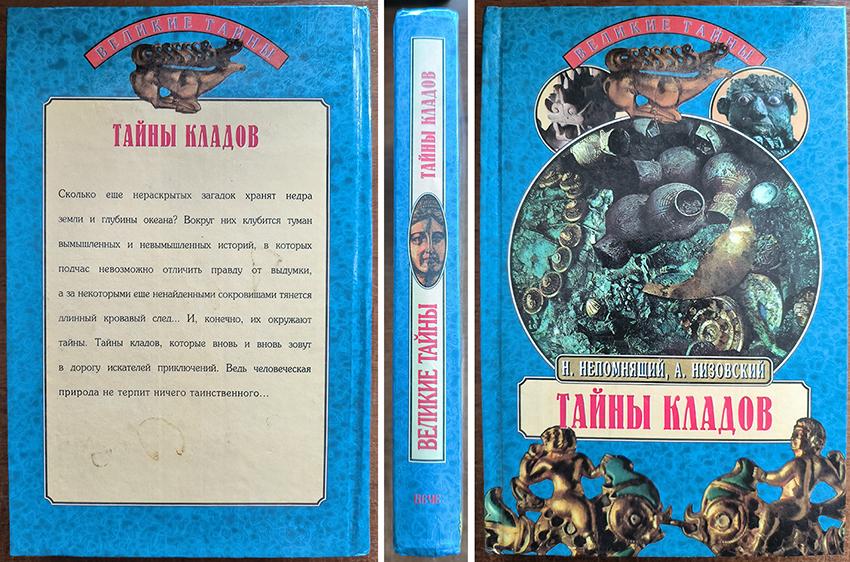 ВЕЛИКИЕ ТАЙНЫ
ТАЙНЫ КЛАДОВ
Сколько еще нераскрытых загадок хранят недра
земли и глубины океана? Вокруг них клубится туман
вымышленных и невымышленных историй, в которых
подчас невозможно отличить правду от выдумки,
а за некоторыми еще ненайденными сокровищами тянется
длинный кровавый след... И, конечно, их окружают
тайны. Тайны кладов, которые вновь и вновь зовут
в дорогу искателей приключений. Ведь человеческая
природа не терпит ничего таинственного...
ТАЙНЫ КЛАДОВ
ВЕЛИКИЕ ТАЙНЫ
ВЕЧЕ
ВЕЛИКИЕ ТАЙНЫ
Н. НЕПОМНЯЩИЙ, А. НИЗОВСКИЙ
ТАЙНЫ КЛАДОВ